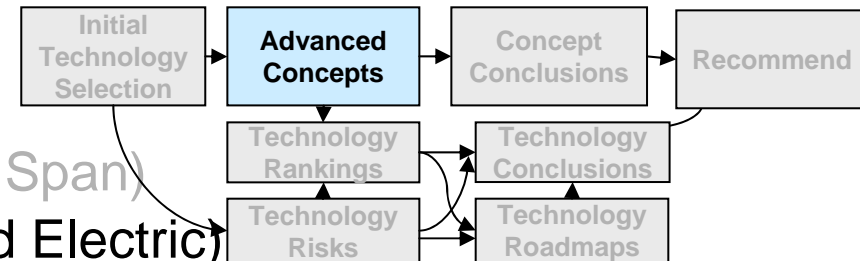 Initial
Technology
Selection
Advanced
Concepts
Concept
Conclusions
Recommend
Technology
Rankings
Technology
Conclusions
Span)
d Electric)
Technology
Risks
Technology
Roadmaps